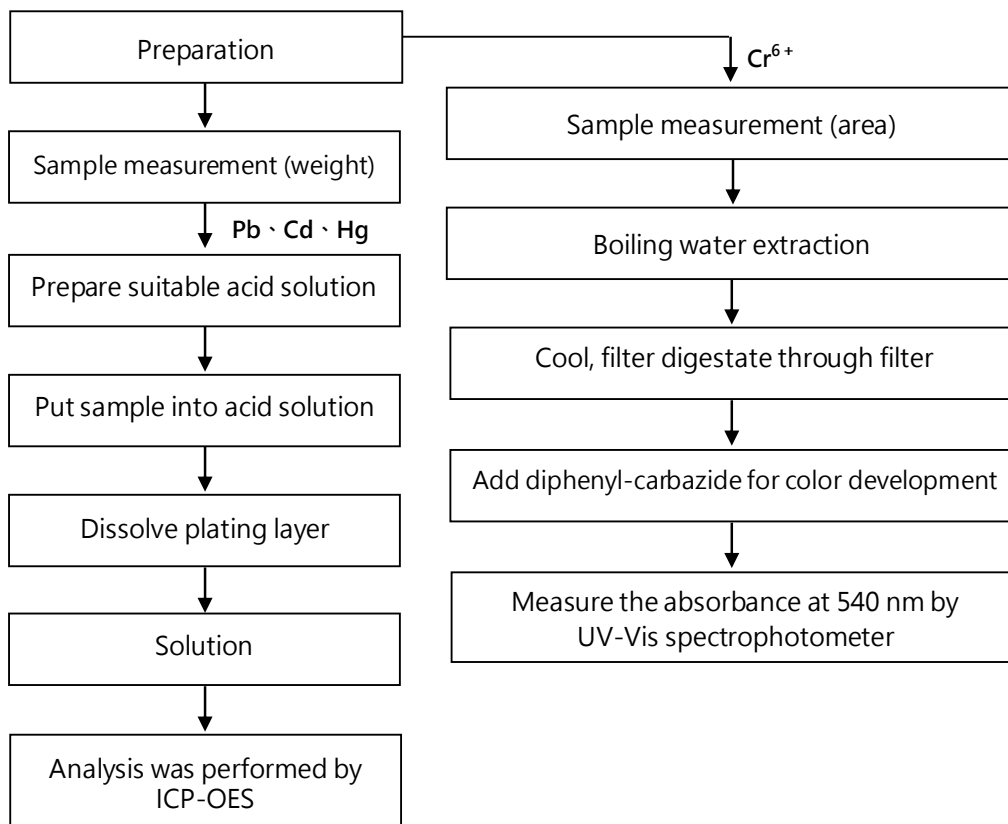 Preparation
Sample measurement (weight)
Pb、Cd、Hg
Prepare suitable acid solution
Put sample into acid solution
Dissolve plating layer
Solution
Analysis was performed by
ICP-OES
Cr⁶⁺
Sample measurement (area)
Boiling water extraction
Cool, filter digestate through filter
Add diphenyl-carbazide for color development
Measure the absorbance at 540 nm by
UV-Vis spectrophotometer